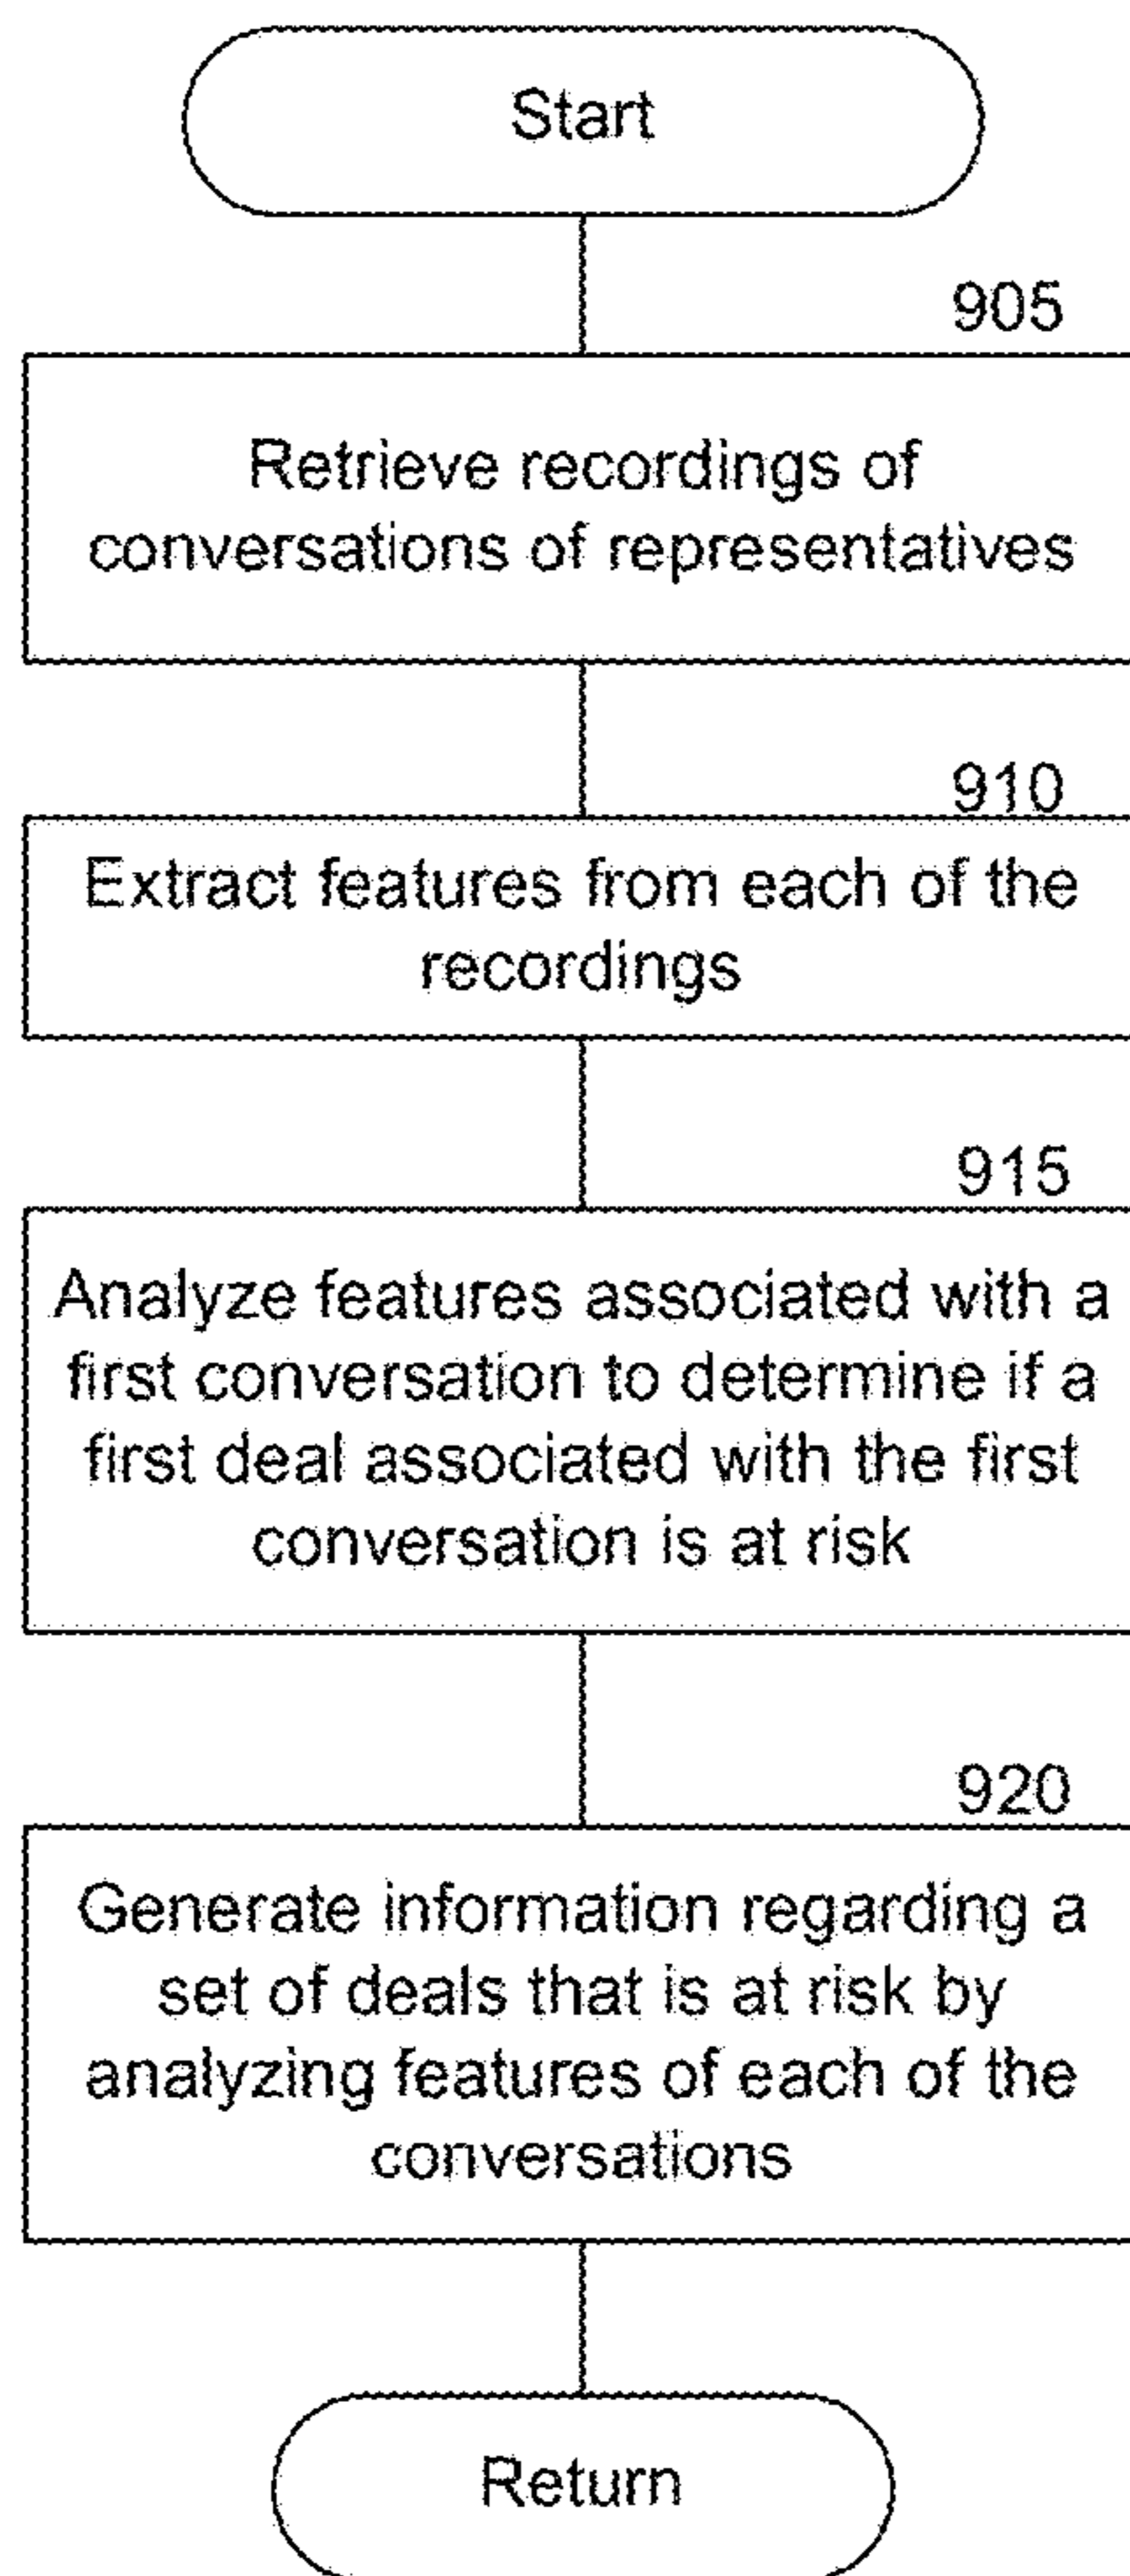 Start
905
Retrieve recordings of
conversations of representatives
910
Extract features from each of the
recordings
915
Analyze features associated with a
first conversation to determine if a
first deal associated with the first
conversation is at risk
920
Generate information regarding a
set of deals that is at risk by
analyzing features of each of the
conversations
Return